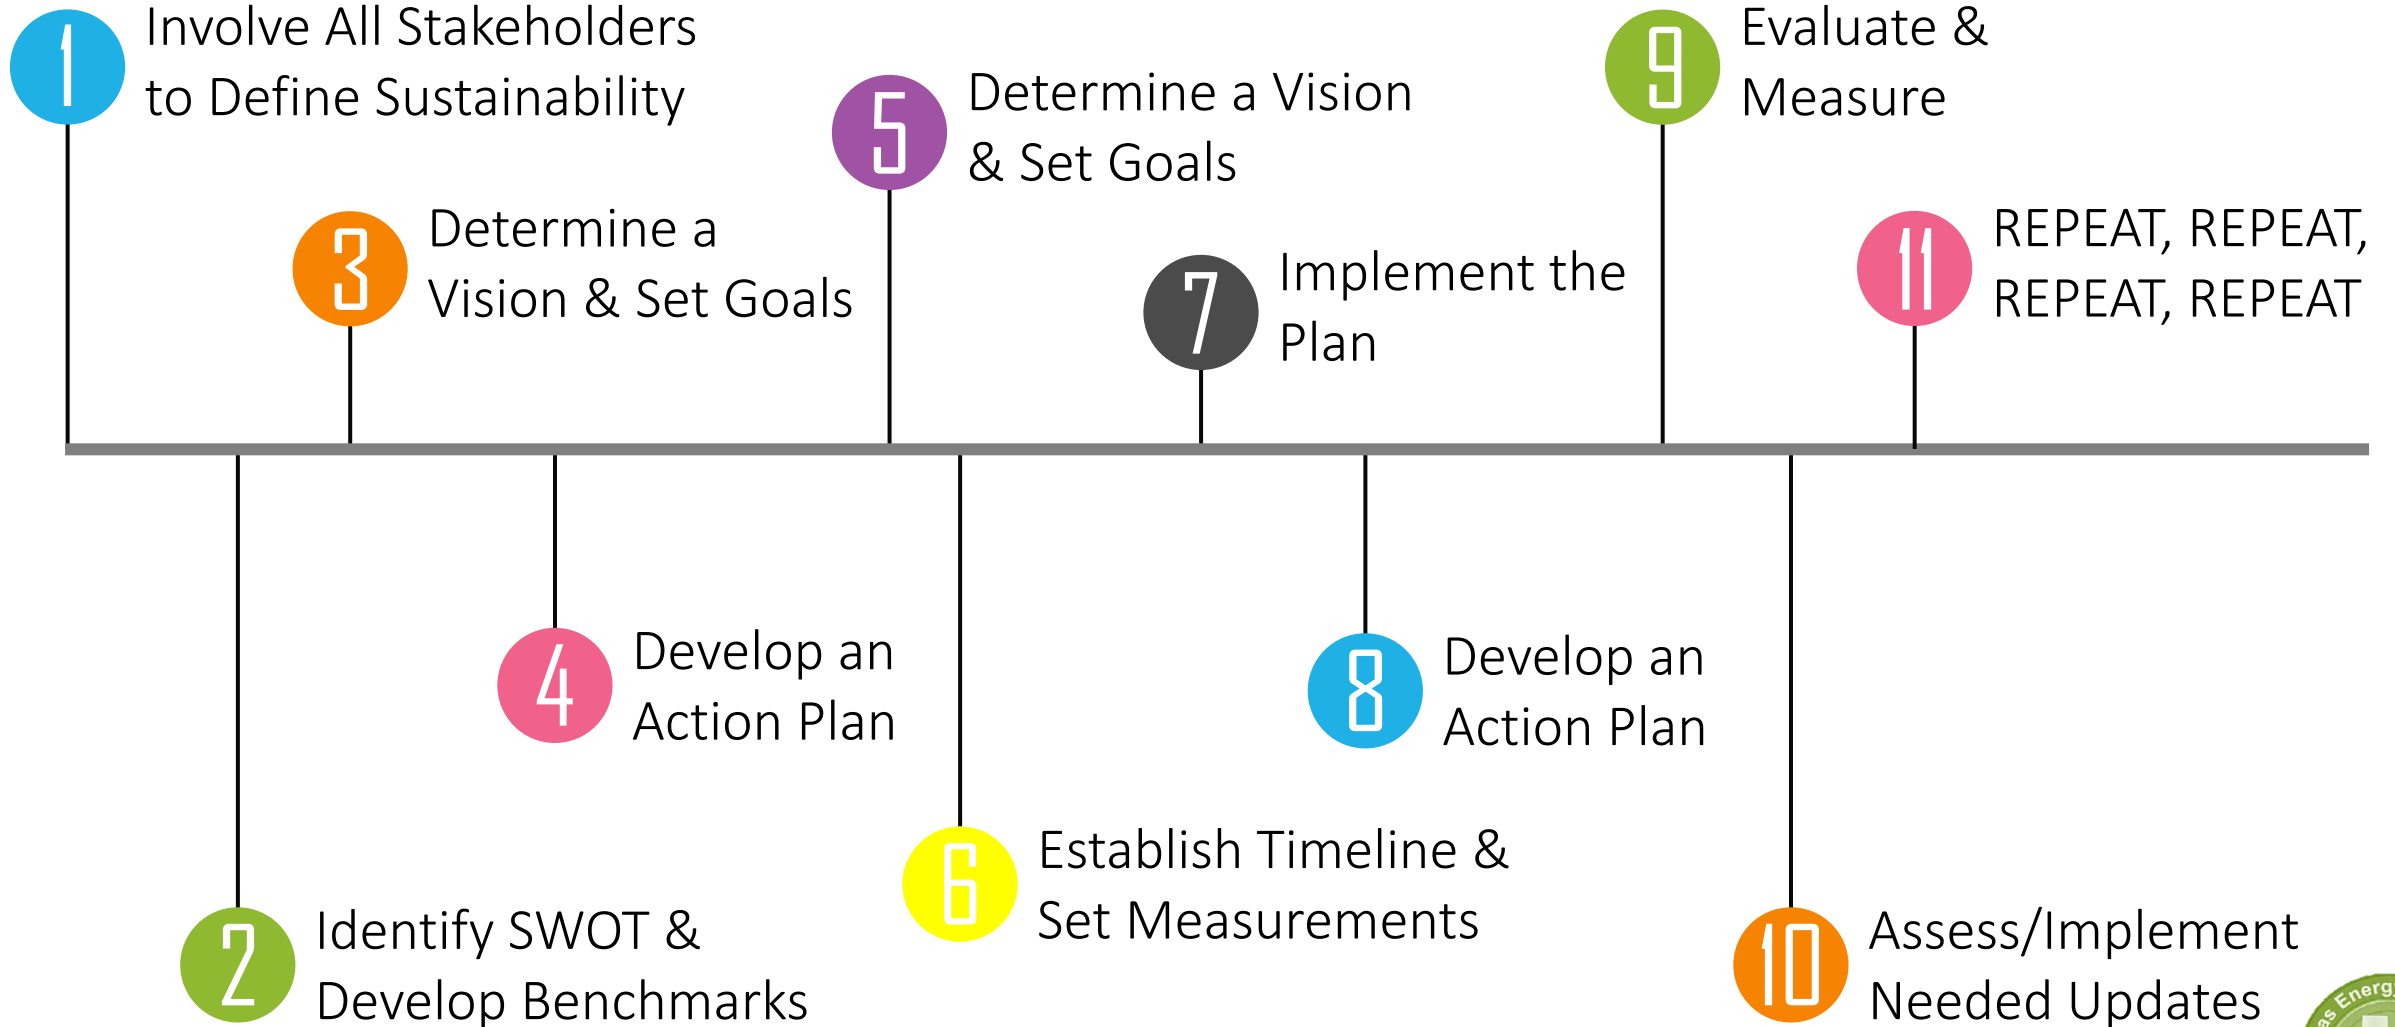 1
Involve All Stakeholders
to Define Sustainability
2
Identify SWOT &
Develop Benchmarks
3
Determine a
Vision & Set Goals
4
Develop an
Action Plan
5
Determine a Vision
& Set Goals
6
Establish Timeline &
Set Measurements
7
Implement the
Plan
8
Develop an
Action Plan
9
Evaluate &
Measure
10
Assess/Implement
Needed Updates
11
REPEAT, REPEAT,
REPEAT, REPEAT